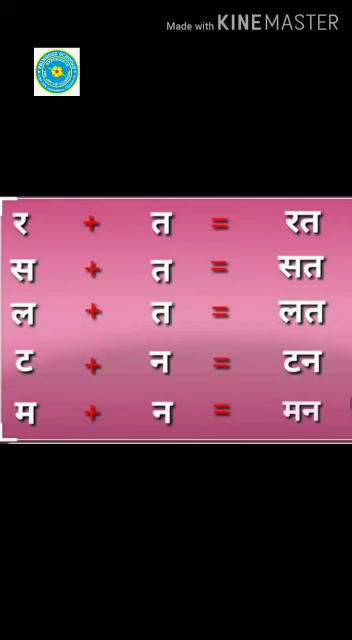 Made with KINEMASTER
र + त = रत
स + त = सत
ल + त = लत
ट + न = टन
म + न = मन